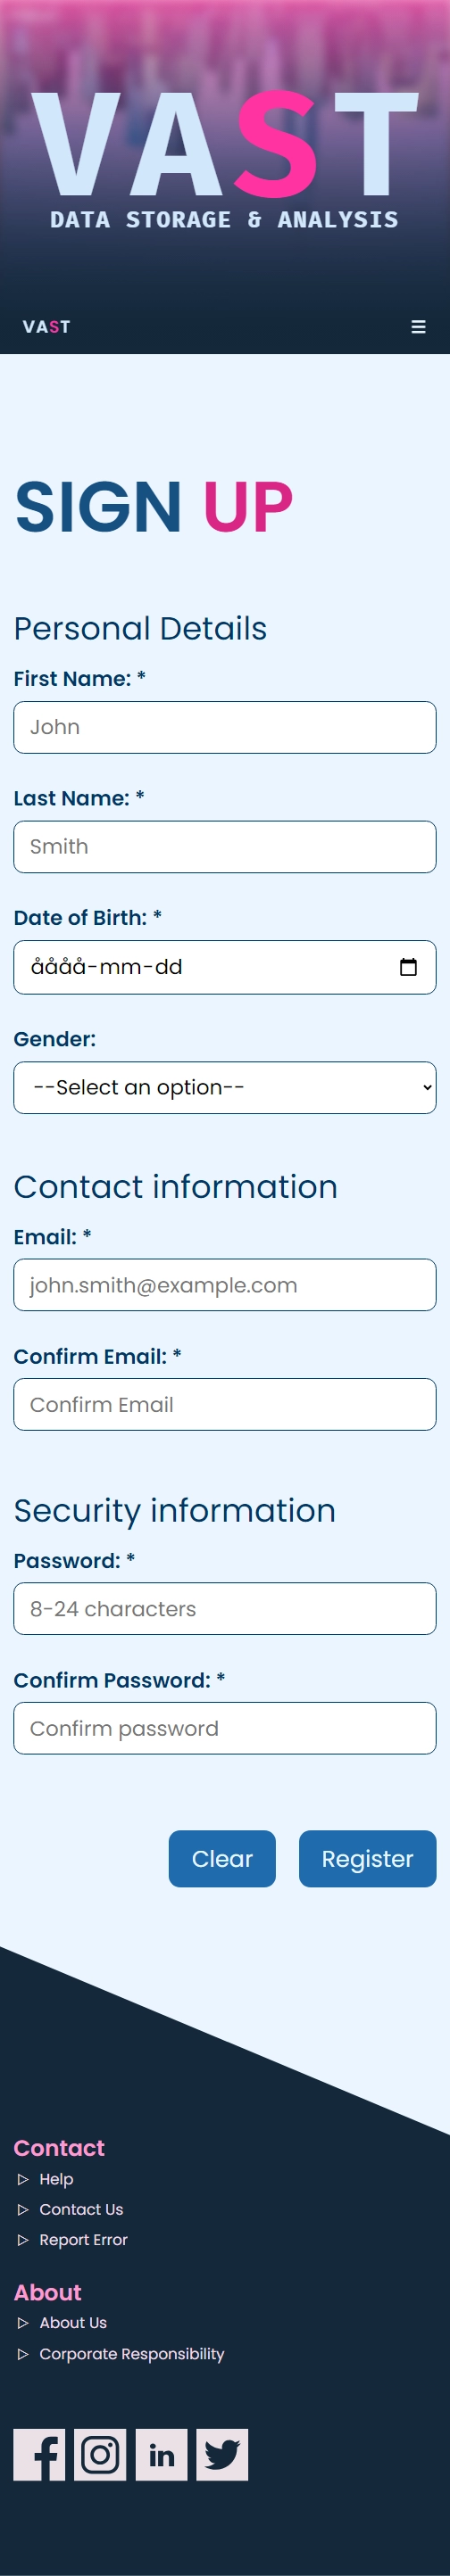 VAST
DATA STORAGE & ANALYSIS
VAST
SIGN UP
Personal Details
First Name: *
John
Last Name: *
Smith
Date of Birth: *
åååå-mm-dd
Gender:
--Select an option--
Contact information
Email: *
john.smith@example.com
Confirm Email: *
Confirm Email
Security information
Password: *
8-24 characters
Confirm Password: *
Confirm password
Clear Register
Contact
Help
Contact Us
Report Error
About
About Us
Corporate Responsibility
in